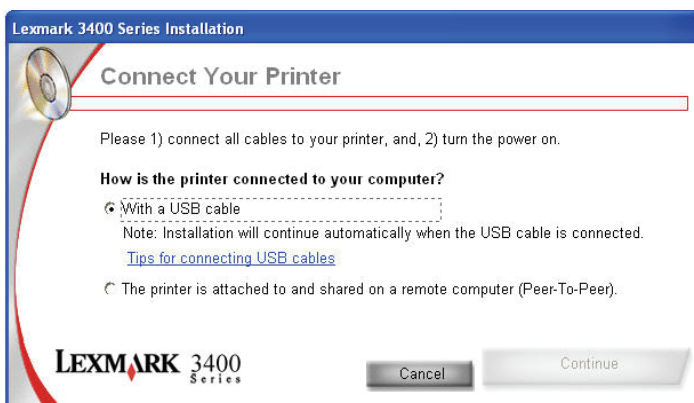 Lexmark 3400 Series Installation
Connect Your Printer
Please 1) connect all cables to your printer, and, 2) turn the power on.
How is the printer connected to your computer?
With a USB cable
Note: Installation will continue automatically when the USB cable is connected.
Tips for connecting USB cables
The printer is attached to and shared on a remote computer (Peer-To-Peer).
LEXMARK 3400
Series
Cancel
Continue